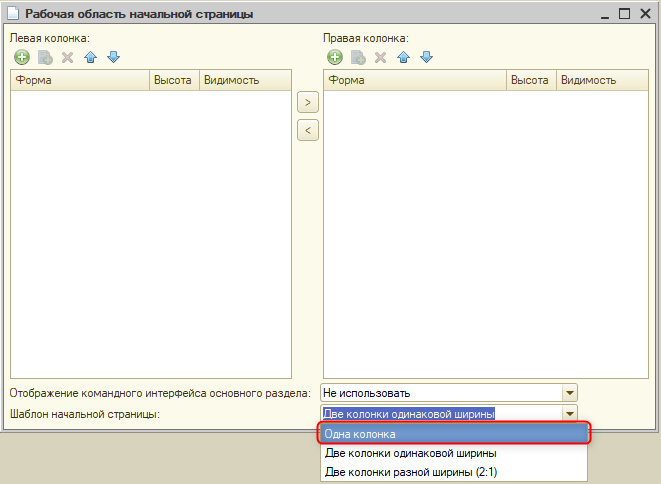 Рабочая область начальной страницы
Левая колонка: Правая колонка:
Форма Высота Видимость Форма Высота Видимость
>
<
Отображение командного интерфейса основного раздела: Не использовать
Шаблон начальной страницы: Две колонки одинаковой ширины
Одна колонка
Две колонки одинаковой ширины
Две колонки разной ширины (2:1)